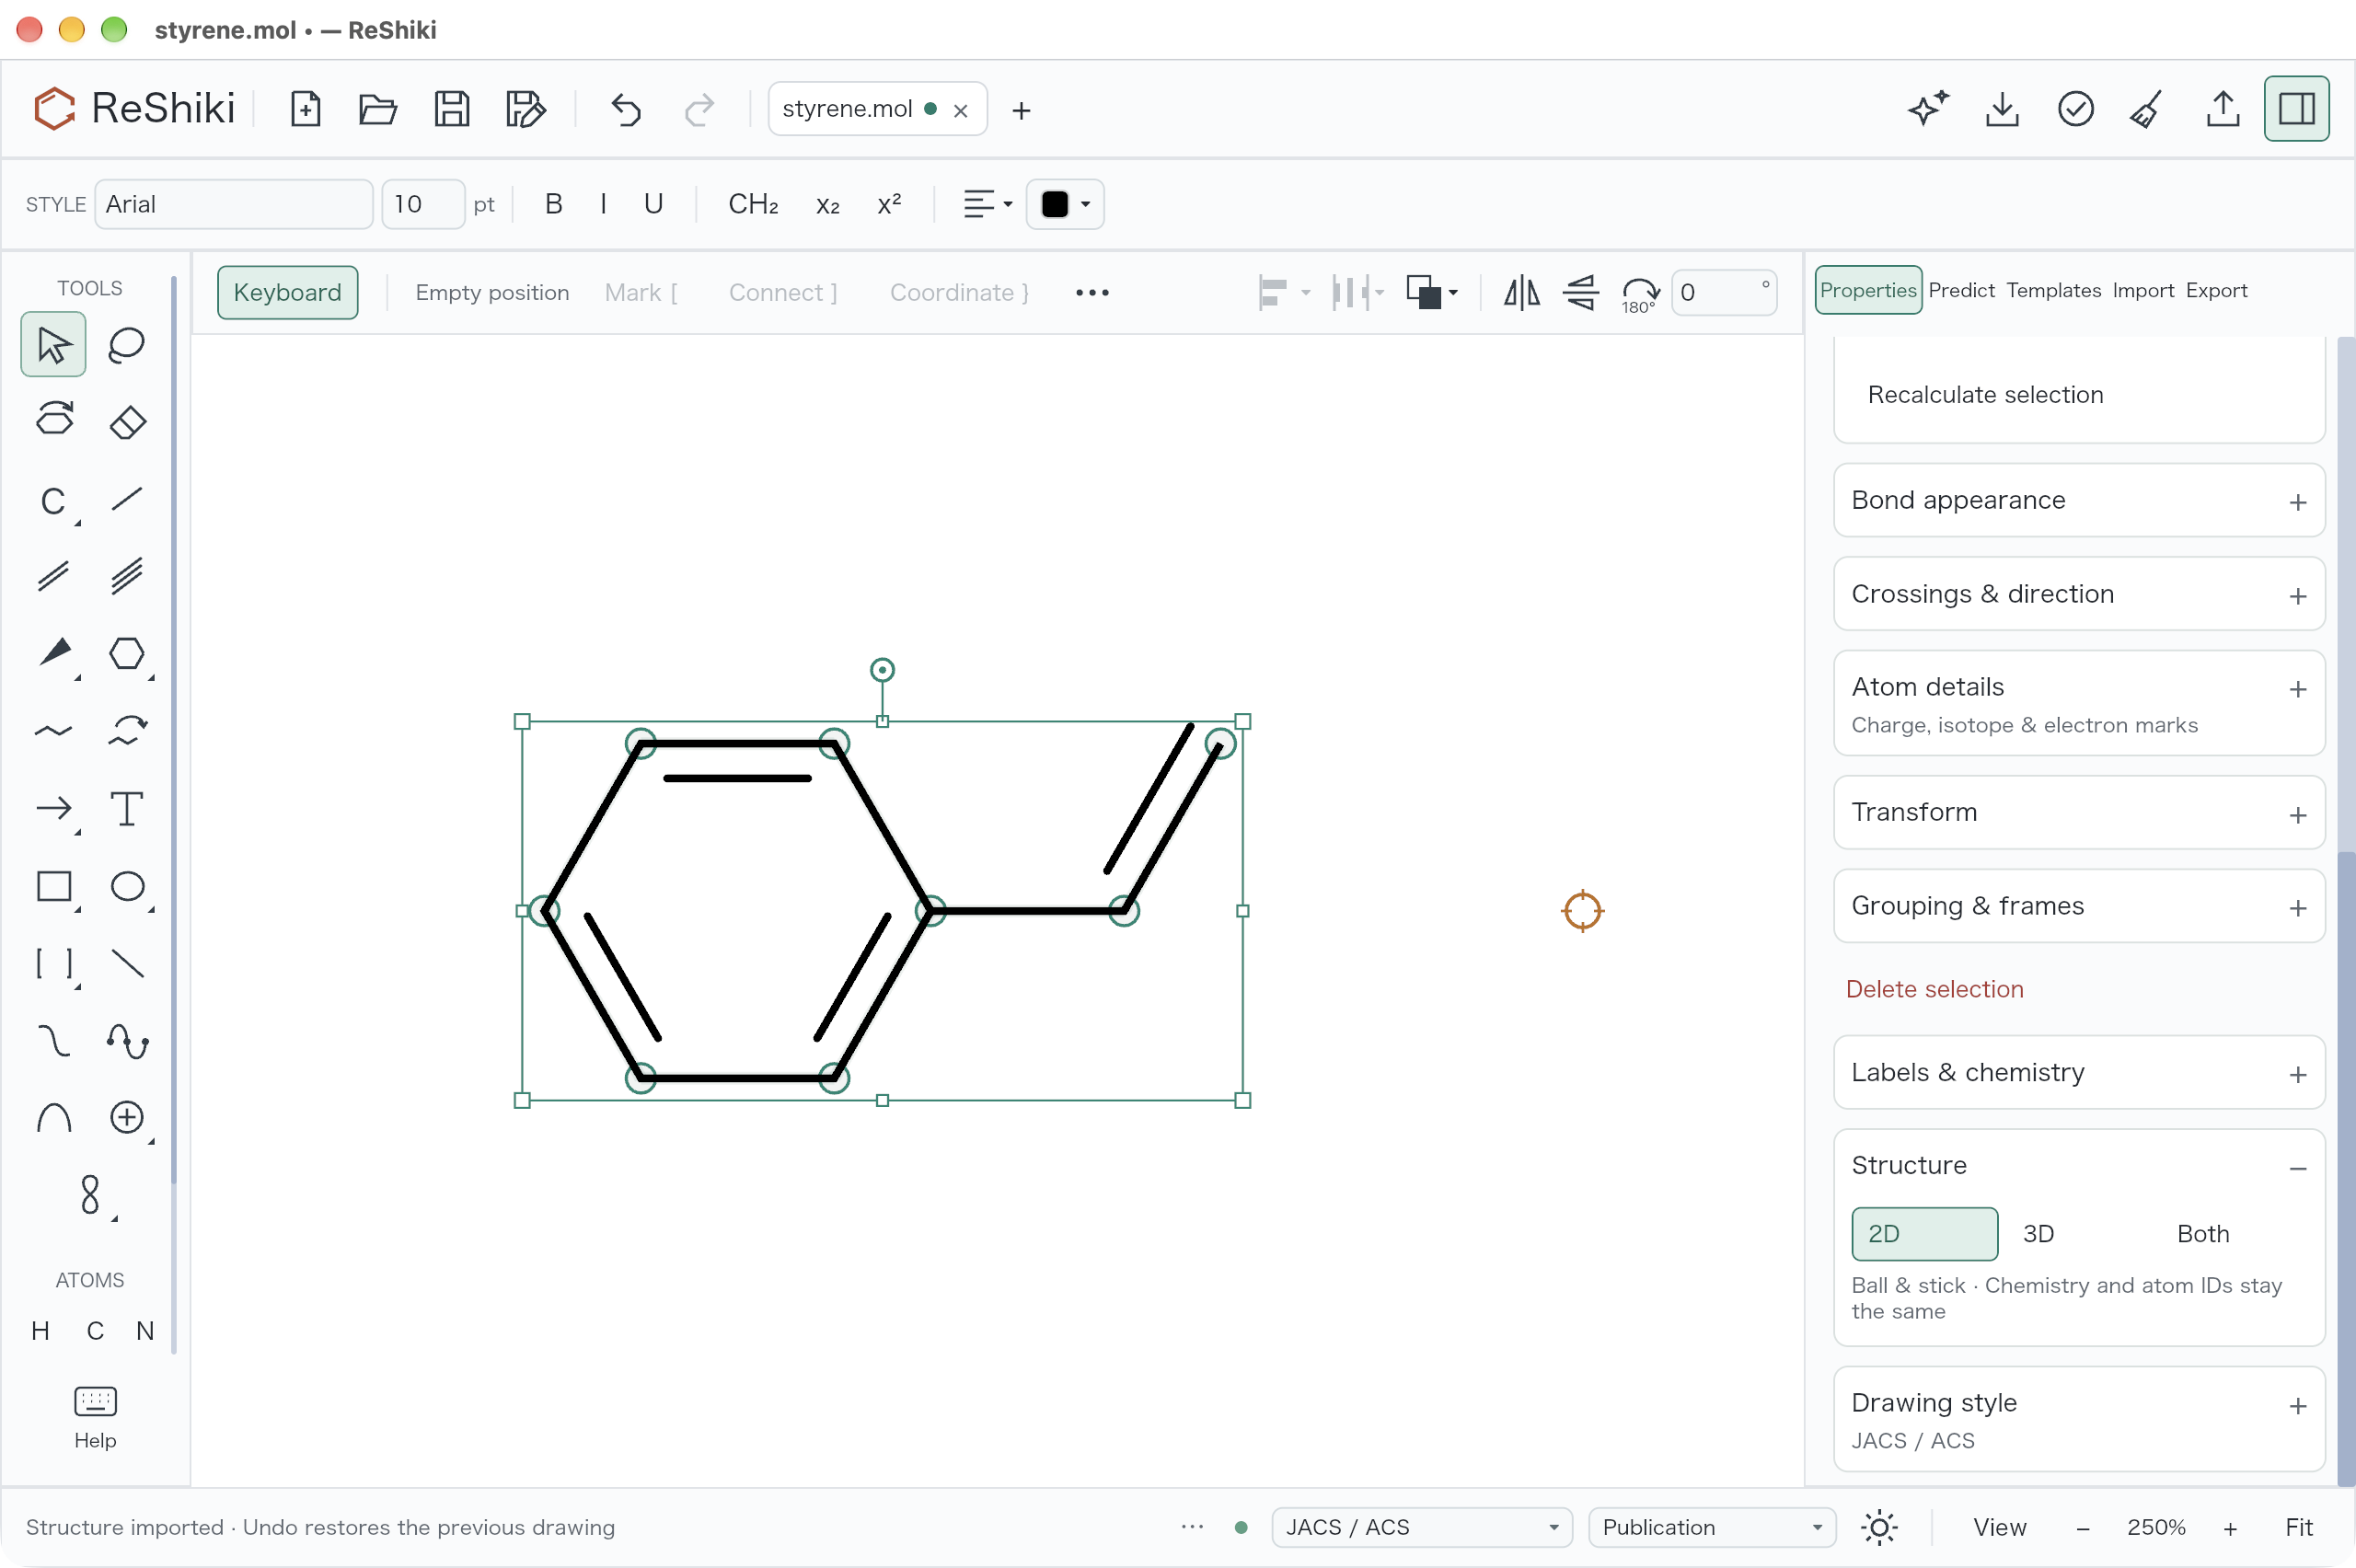 styrene.mol • — ReShiki
ReShiki
styrene.mol ● ×
+
STYLE Arial 10 pt B I U CH₂ x₂ x² 
TOOLS
Keyboard Empty position Mark [ Connect ] Coordinate } ••• 180° 0 °
Properties Predict Templates Import Export
C
T
[ ]
ATOMS
H C N
Help
Recalculate selection
Bond appearance +
Crossings & direction +
Atom details +
Charge, isotope & electron marks
Transform +
Grouping & frames +
Delete selection
Labels & chemistry +
Structure −
2D 3D Both
Ball & stick · Chemistry and atom IDs stay
the same
Drawing style +
JACS / ACS
Structure imported · Undo restores the previous drawing
... JACS / ACS Publication View − 250% + Fit